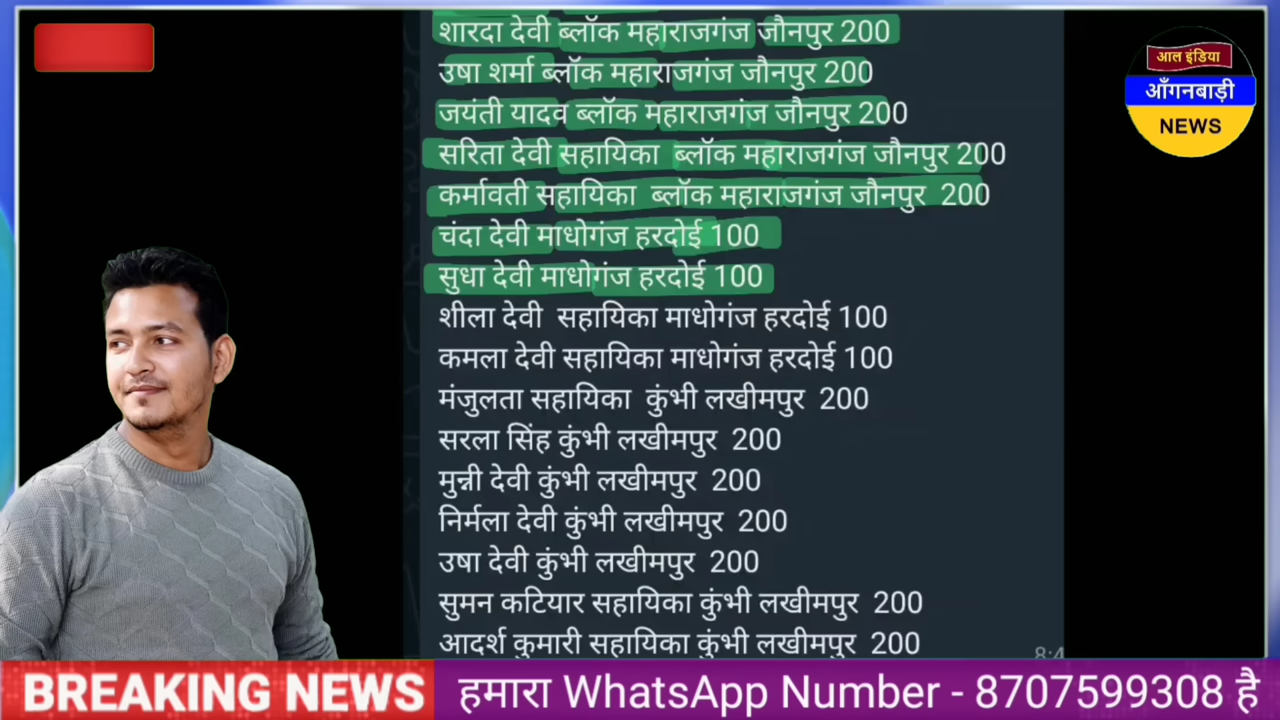 शारदा देवी ब्लॉक महाराजगंज जौनपुर 200
उषा शर्मा ब्लॉक महाराजगंज जौनपुर 200
जयंती यादव ब्लॉक महाराजगंज जौनपुर 200
सरिता देवी सहायिका ब्लॉक महाराजगंज जौनपुर 200
कर्मावती सहायिका ब्लॉक महाराजगंज जौनपुर 200
चंदा देवी माधोगंज हरदोई 100
सुधा देवी माधोगंज हरदोई 100
शीला देवी सहायिका माधोगंज हरदोई 100
कमला देवी सहायिका माधोगंज हरदोई 100
मंजुलता सहायिका कुंभी लखीमपुर 200
सरला सिंह कुंभी लखीमपुर 200
मुन्नी देवी कुंभी लखीमपुर 200
निर्मला देवी कुंभी लखीमपुर 200
उषा देवी कुंभी लखीमपुर 200
सुमन कटियार सहायिका कुंभी लखीमपुर 200
आदर्श कुमारी सहायिका कुंभी लखीमपुर 200
आल इंडिया
आँगनबाड़ी
NEWS
BREAKING NEWS
हमारा WhatsApp Number - 8707599308 है